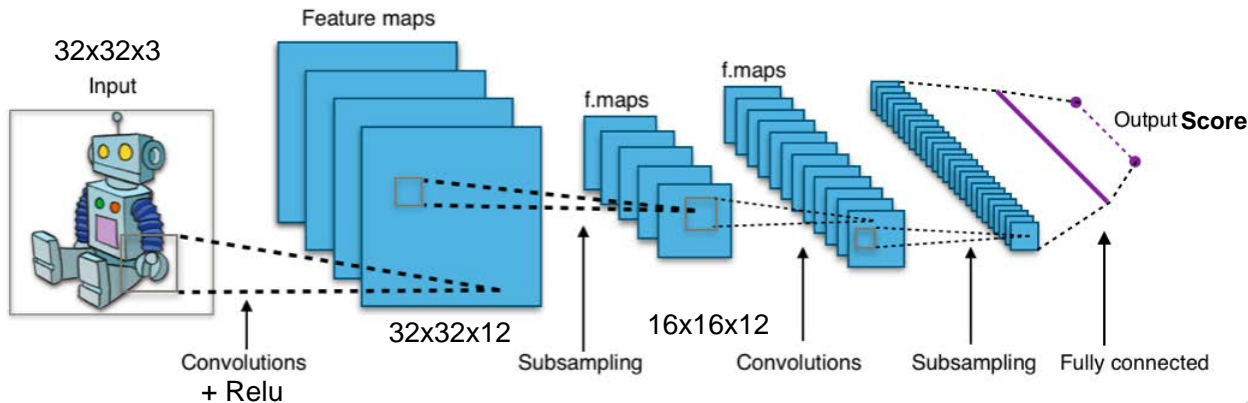 Feature maps
32x32x3
Input
f.maps
f.maps
Output Score
32x32x12
16x16x12
Convolutions
+ Relu
Subsampling
Convolutions
Subsampling
Fully connected